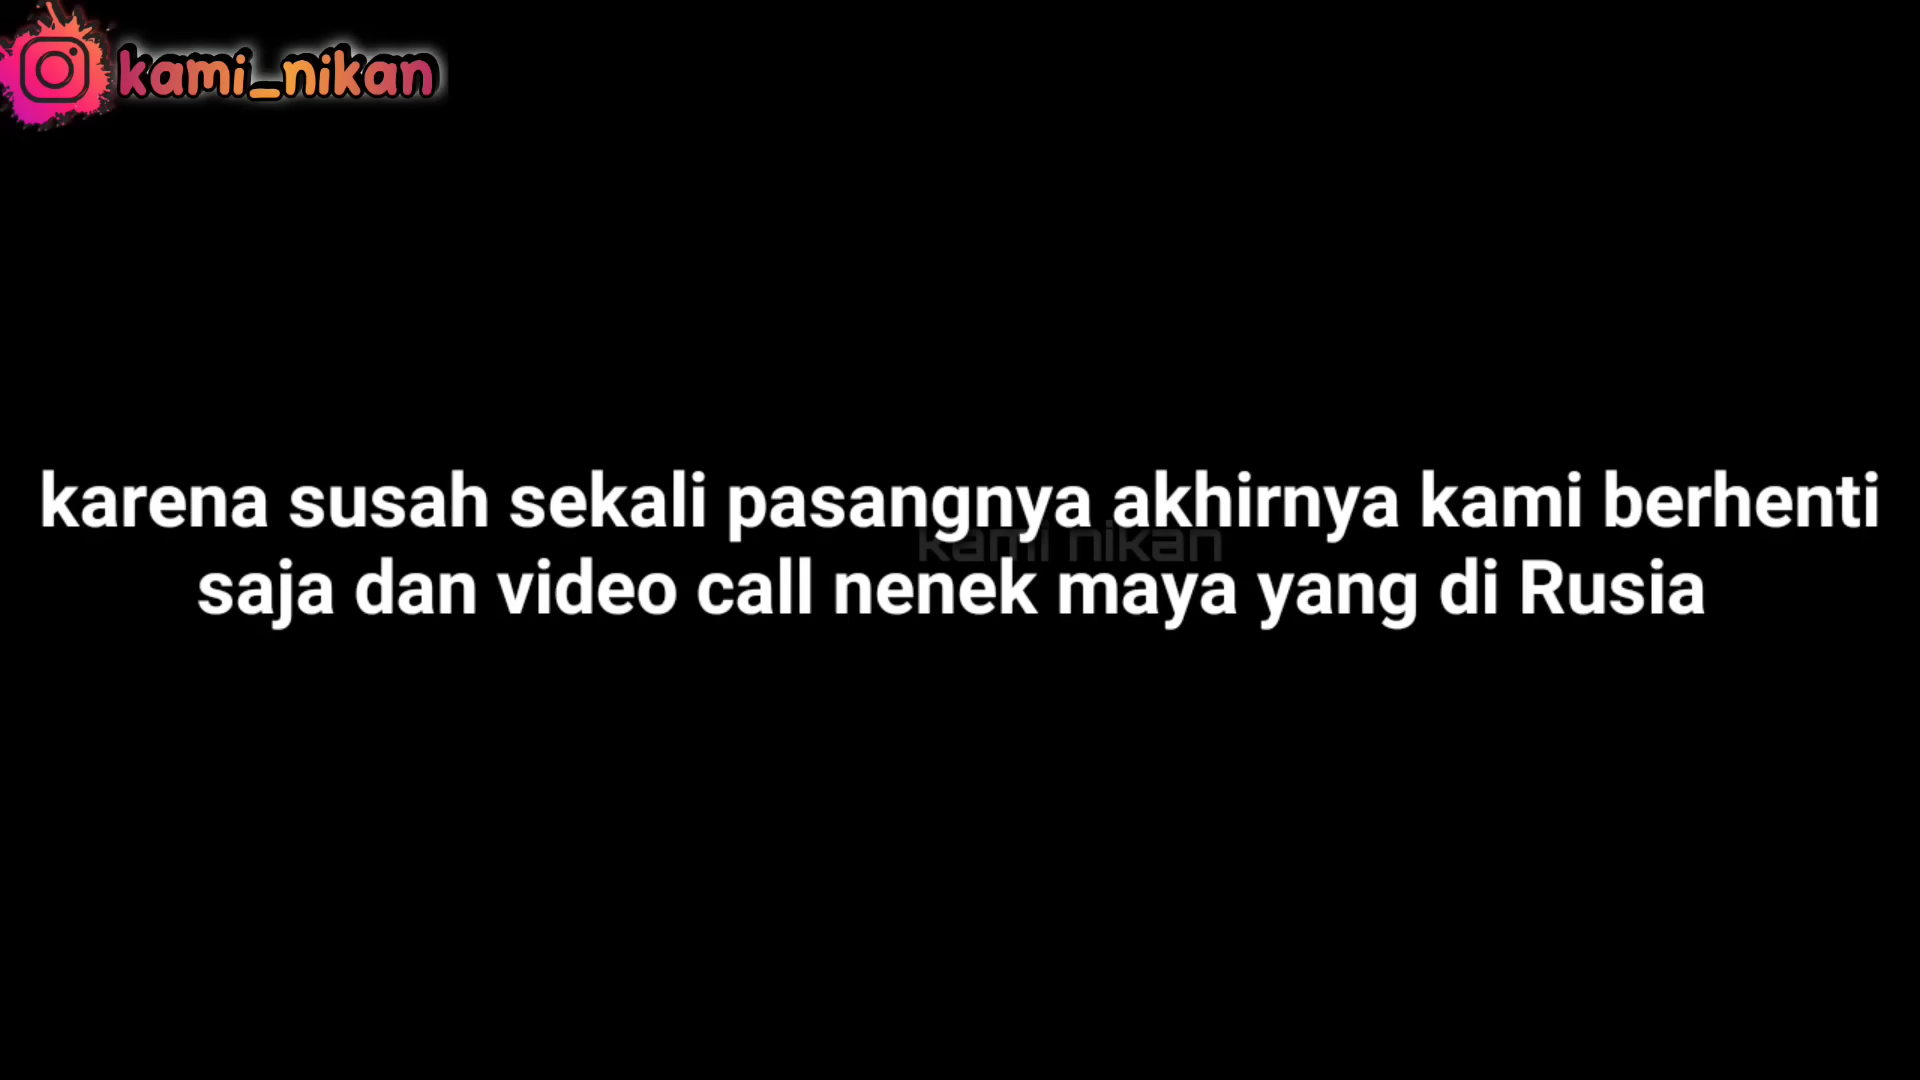 kami_nikan
karena susah sekali pasangnya akhirnya kami berhenti
kami nikan
saja dan video call nenek maya yang di Rusia